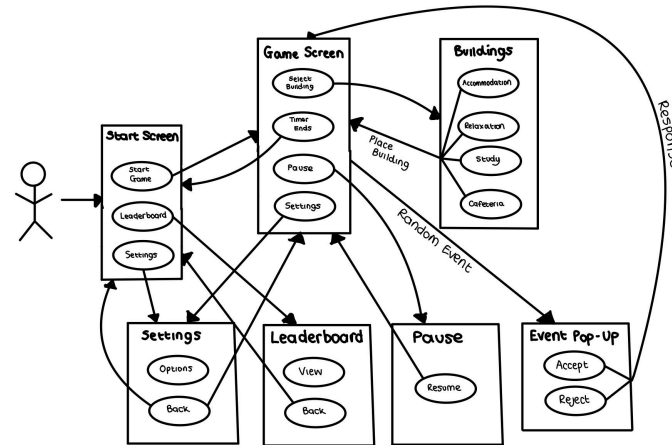 Game Screen
Select
Building
Timer
Ends
Pause
Settings
Buildings
Accommodation
Relaxation
Study
Cafeteria
Start Screen
Start
Game
Leaderboard
Settings
Place
Building
Random Event
Response
Settings
Options
Back
Leaderboard
View
Back
Pause
Resume
Event Pop-Up
Accept
Reject